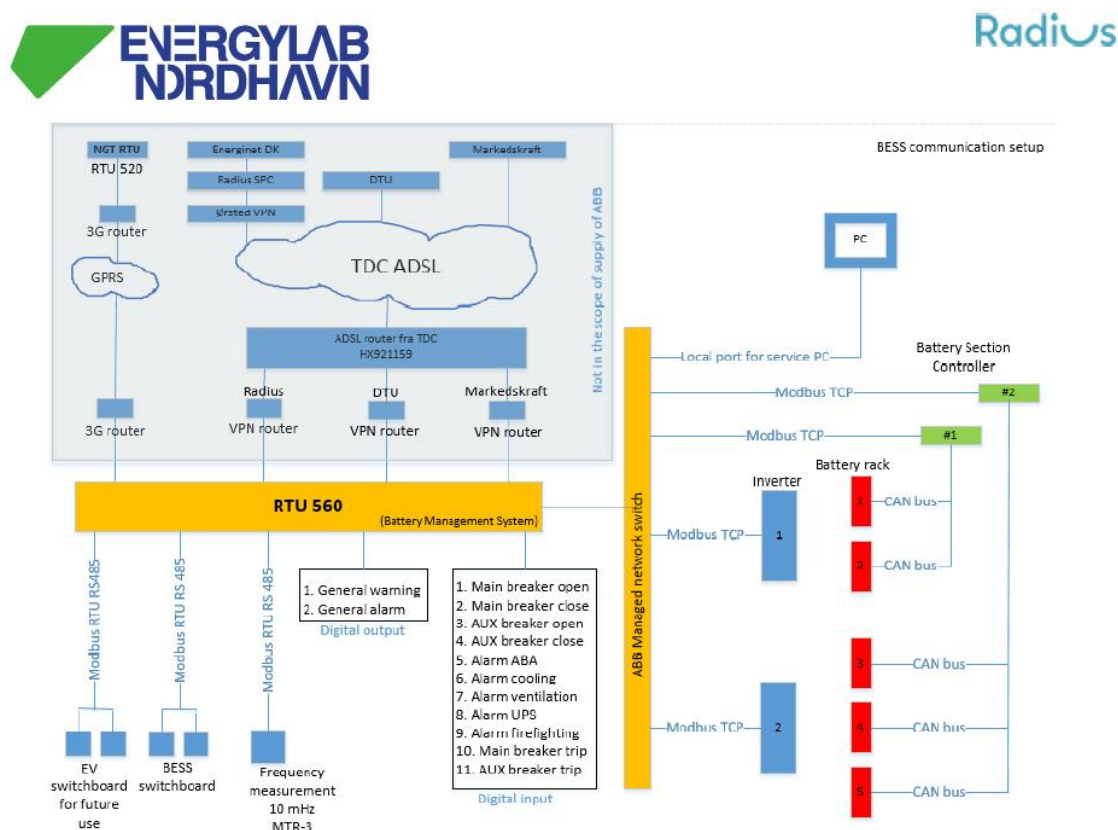 ENERGYLAB
NORDHAVN
Radius
BESS communication setup
NGT RTU
RTU 520
3G router
GPRS
3G router
Energinet DK
Radius SPC
Ørsted VPN
DTU
Markedskraft
TDC ADSL
ADSL router fra TDC
HX921159
Radius
VPN router
DTU
VPN router
Markedskraft
VPN router
Not in the scope of supply of ABB
RTU 560
(Battery Management System)
Modbus RTU RS485
Modbus RTU RS 485
Modbus RTU RS 485
EV
switchboard
for future
use
BESS
switchboard
Frequency
measurement
10 mHz
MTR-3
1. General warning
2. General alarm
Digital output
1. Main breaker open
2. Main breaker close
3. AUX breaker open
4. AUX breaker close
5. Alarm ABA
6. Alarm cooling
7. Alarm ventilation
8. Alarm UPS
9. Alarm firefighting
10. Main breaker trip
11. AUX breaker trip
Digital input
ABB Managed network switch
PC
Local port for service PC
Battery Section
Controller
Modbus TCP
#2
Modbus TCP
#1
Battery rack
Inverter
Modbus TCP
1
1
CAN bus
2
CAN bus
3
CAN bus
Modbus TCP
2
4
CAN bus
5
CAN bus